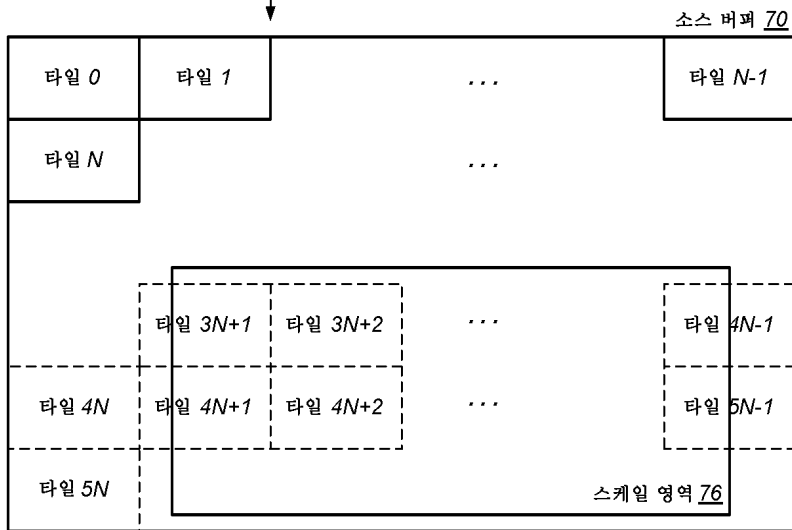 소스 버퍼 70
타일 0 타일 1 ... 타일 N-1
타일 N ...
타일 3N+1 타일 3N+2 ... 타일 4N-1
타일 4N 타일 4N+1 타일 4N+2 ... 타일 5N-1
타일 5N
스케일 영역 76